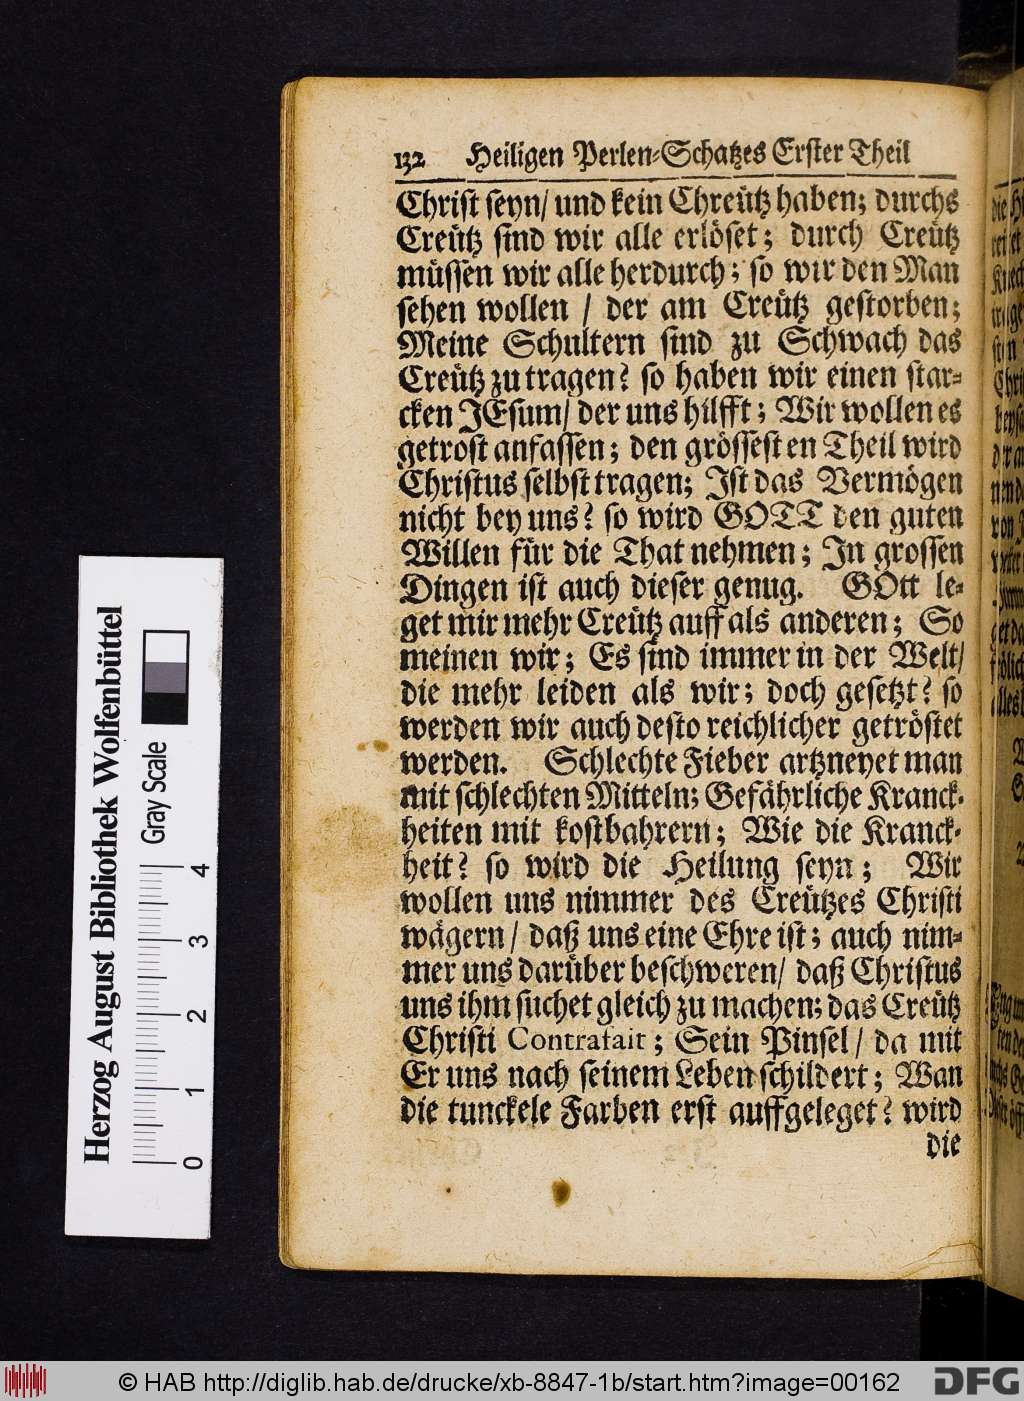 132 Heiligen Perlen-Schatzes Erster Theil
Christ seyn/ und kein Chreütz haben; durchs
Creütz sind wir alle erlöset; durch Creütz
müssen wir alle herdurch; so wir den Man
sehen wollen / der am Creütz gestorben;
Meine Schultern sind zu Schwach das
Creütz zu tragen? so haben wir einen star-
cken JEsum/ der uns hilfft; Wir wollen es
getrost anfassen; den grössesten Theil wird
Christus selbst tragen; Jst das Vermögen
nicht bey uns? so wird GOTT den guten
Willen für die That nehmen; Jn grossen
Dingen ist auch dieser genug. GOtt le-
get mir mehr Creütz auff als anderen; So
meinen wir; Es sind immer in der Welt/
die mehr leiden als wir; doch gesetzt? so
werden wir auch desto reichlicher getröstet
werden. Schlechte Fieber artzneyet man
mit schlechten Mitteln; Gefährliche Kranck-
heiten mit kostbahrern; Wie die Kranck-
heit? so wird die Heilung seyn; Wir
wollen uns nimmer des Creützes Christi
wägern / daß uns eine Ehre ist; auch nim-
mer uns darüber beschweren/ daß Christus
uns ihm suchet gleich zu machen; das Creütz
Christi Contrafait; Sein Pinsel / da mit
Er uns nach seinem Leben schildert; Wan
die tunckele Farben erst auffgeleget? wird
die
Herzog August Bibliothek Wolfenbüttel
Gray Scale
0 1 2 3 4
© HAB http://diglib.hab.de/drucke/xb-8847-1b/start.htm?image=00162
DFG